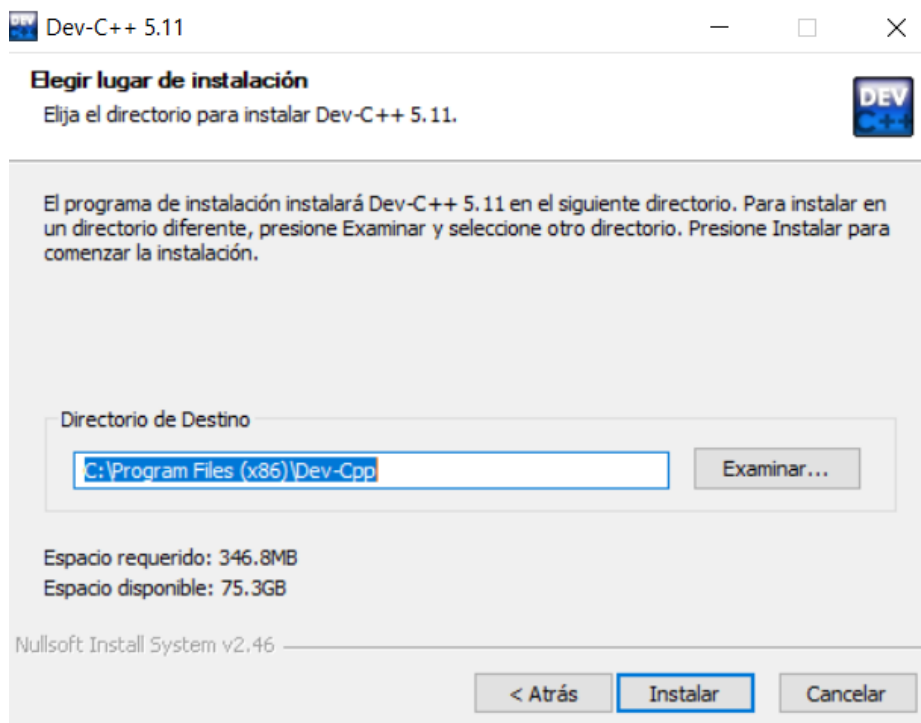 Dev-C++ 5.11
Elegir lugar de instalación
Elija el directorio para instalar Dev-C++ 5.11.
DEV
C++
El programa de instalación instalará Dev-C++ 5.11 en el siguiente directorio. Para instalar en
un directorio diferente, presione Examinar y seleccione otro directorio. Presione Instalar para
comenzar la instalación.
Directorio de Destino
C:\Program Files (x86)\Dev-Cpp
Examinar...
Espacio requerido: 346.8MB
Espacio disponible: 75.3GB
Nullsoft Install System v2.46
< Atrás
Instalar
Cancelar